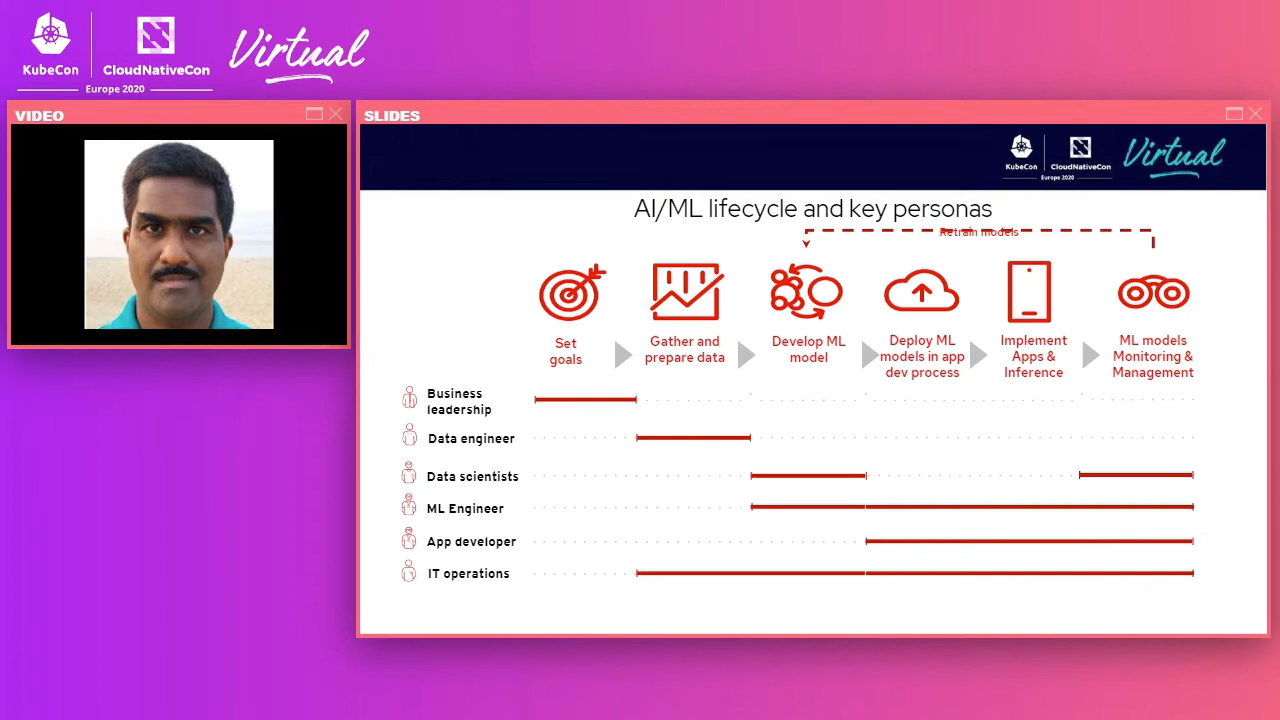 KubeCon
CloudNativeCon
Europe 2020
Virtual
VIDEO
SLIDES
KubeCon
CloudNativeCon
Europe 2020
Virtual
AI/ML lifecycle and key personas
Retrain models
Set
goals
Gather and
prepare data
Develop ML
model
Deploy ML
models in app
dev process
Implement
Apps &
Inference
ML models
Monitoring &
Management
Business
leadership
Data engineer
Data scientists
ML Engineer
App developer
IT operations